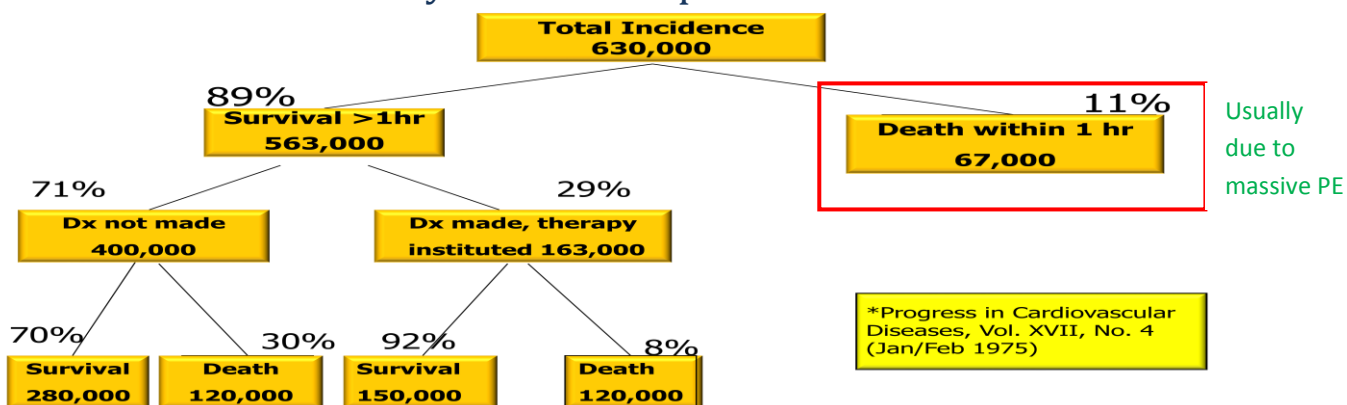 Total Incidence
630,000
89%
Survival >1hr
563,000
11%
Death within 1 hr
67,000
Usually
due to
massive PE
71%
Dx not made
400,000
29%
Dx made, therapy
instituted 163,000
70%
Survival
280,000
30%
Death
120,000
92%
Survival
150,000
8%
Death
120,000
*Progress in Cardiovascular
Diseases, Vol. XVII, No. 4
(Jan/Feb 1975)